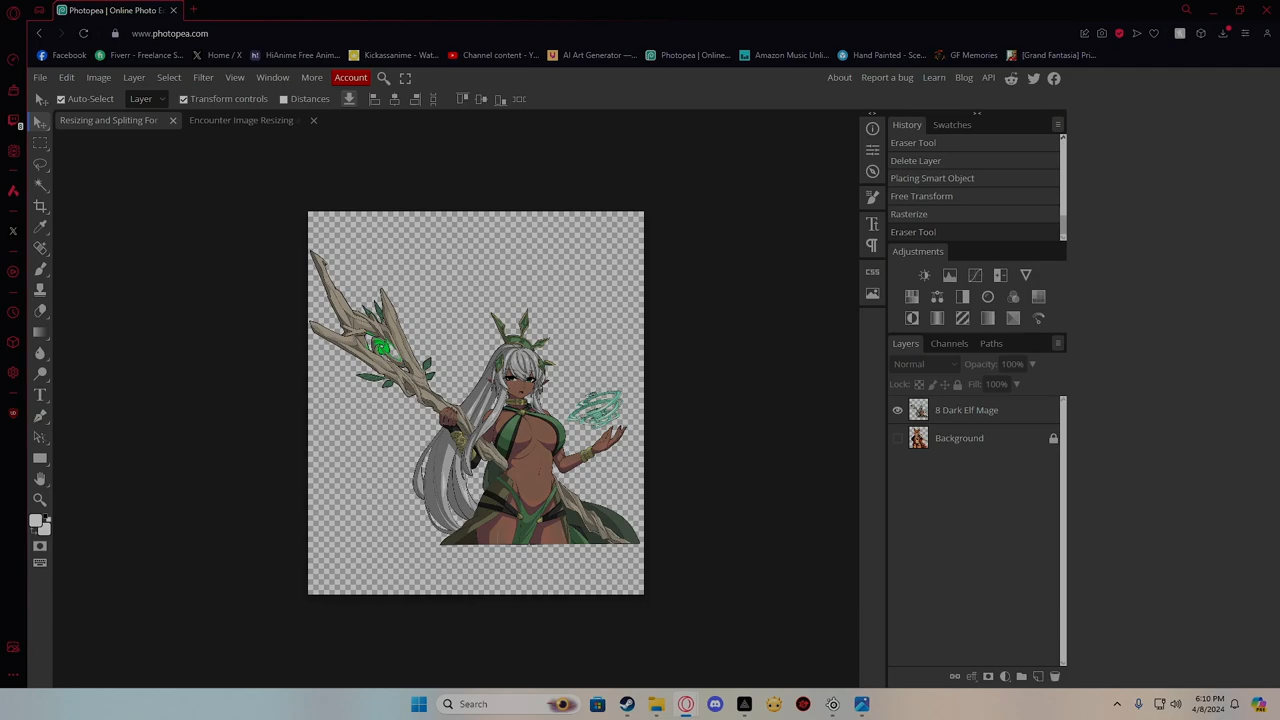 Photopea | Online Photo Ed
www.photopea.com
Facebook
Fiverr - Freelance S...
Home / X
HiAnime Free Anim...
Kickassanime - Wat...
Channel content - Y...
AI Art Generator —...
Photopea | Online...
Amazon Music Unli...
Hand Painted - Seq...
GF Memories
[Grand Fantasia] Pri...
File
Edit
Image
Layer
Select
Filter
View
Window
More
Account
About
Report a bug
Learn
Blog
API
Auto-Select
Layer
Transform controls
Distances
Resizing and Spliting For
Encounter Image Resizing
History
Swatches
Eraser Tool
Delete Layer
Placing Smart Object
Free Transform
Rasterize
Eraser Tool
Adjustments
CSS
Layers
Channels
Paths
Normal
Opacity: 100%
Lock:
Fill: 100%
8 Dark Elf Mage
Background
eff
Search
6:10 PM
4/8/2024